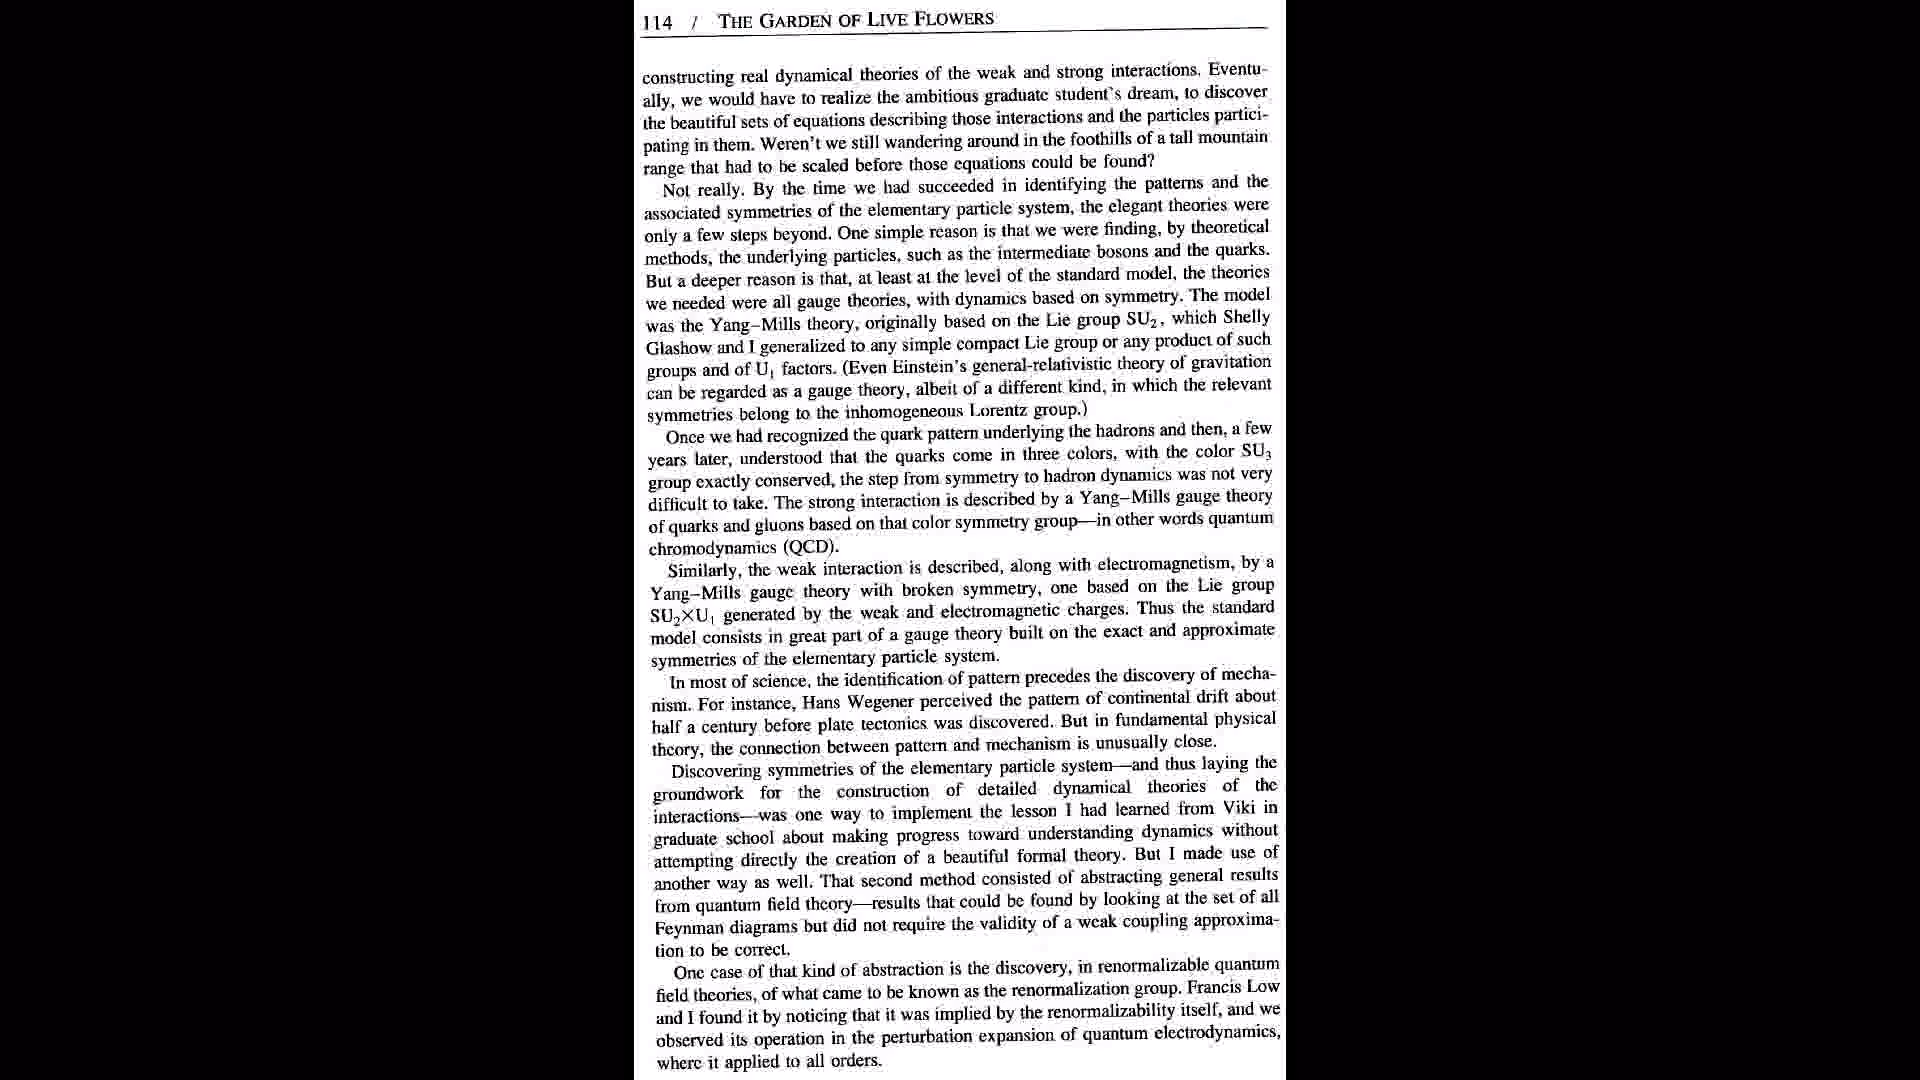 114 / THE GARDEN OF LIVE FLOWERS
constructing real dynamical theories of the weak and strong interactions. Eventu-
ally, we would have to realize the ambitious graduate student's dream, to discover
the beautiful sets of equations describing those interactions and the particles partici-
pating in them. Weren't we still wandering around in the foothills of a tall mountain
range that had to be scaled before those equations could be found?
Not really. By the time we had succeeded in identifying the patterns and the
associated symmetries of the elementary particle system, the elegant theories were
only a few steps beyond. One simple reason is that we were finding, by theoretical
methods, the underlying particles, such as the intermediate bosons and the quarks.
But a deeper reason is that, at least at the level of the standard model, the theories
we needed were all gauge theories, with dynamics based on symmetry. The model
was the Yang–Mills theory, originally based on the Lie group SU₂, which Shelly
Glashow and I generalized to any simple compact Lie group or any product of such
groups and of U₁ factors. (Even Einstein's general-relativistic theory of gravitation
can be regarded as a gauge theory, albeit of a different kind, in which the relevant
symmetries belong to the inhomogeneous Lorentz group.)
Once we had recognized the quark pattern underlying the hadrons and then, a few
years later, understood that the quarks come in three colors, with the color SU₃
group exactly conserved, the step from symmetry to hadron dynamics was not very
difficult to take. The strong interaction is described by a Yang–Mills gauge theory
of quarks and gluons based on that color symmetry group—in other words quantum
chromodynamics (QCD).
Similarly, the weak interaction is described, along with electromagnetism, by a
Yang–Mills gauge theory with broken symmetry, one based on the Lie group
SU₂×U₁ generated by the weak and electromagnetic charges. Thus the standard
model consists in great part of a gauge theory built on the exact and approximate
symmetries of the elementary particle system.
In most of science, the identification of pattern precedes the discovery of mecha-
nism. For instance, Hans Wegener perceived the pattern of continental drift about
half a century before plate tectonics was discovered. But in fundamental physical
theory, the connection between pattern and mechanism is unusually close.
Discovering symmetries of the elementary particle system—and thus laying the
groundwork for the construction of detailed dynamical theories of the
interactions—was one way to implement the lesson I had learned from Viki in
graduate school about making progress toward understanding dynamics without
attempting directly the creation of a beautiful formal theory. But I made use of
another way as well. That second method consisted of abstracting general results
from quantum field theory—results that could be found by looking at the set of all
Feynman diagrams but did not require the validity of a weak coupling approxima-
tion to be correct.
One case of that kind of abstraction is the discovery, in renormalizable quantum
field theories, of what came to be known as the renormalization group. Francis Low
and I found it by noticing that it was implied by the renormalizability itself, and we
observed its operation in the perturbation expansion of quantum electrodynamics,
where it applied to all orders.